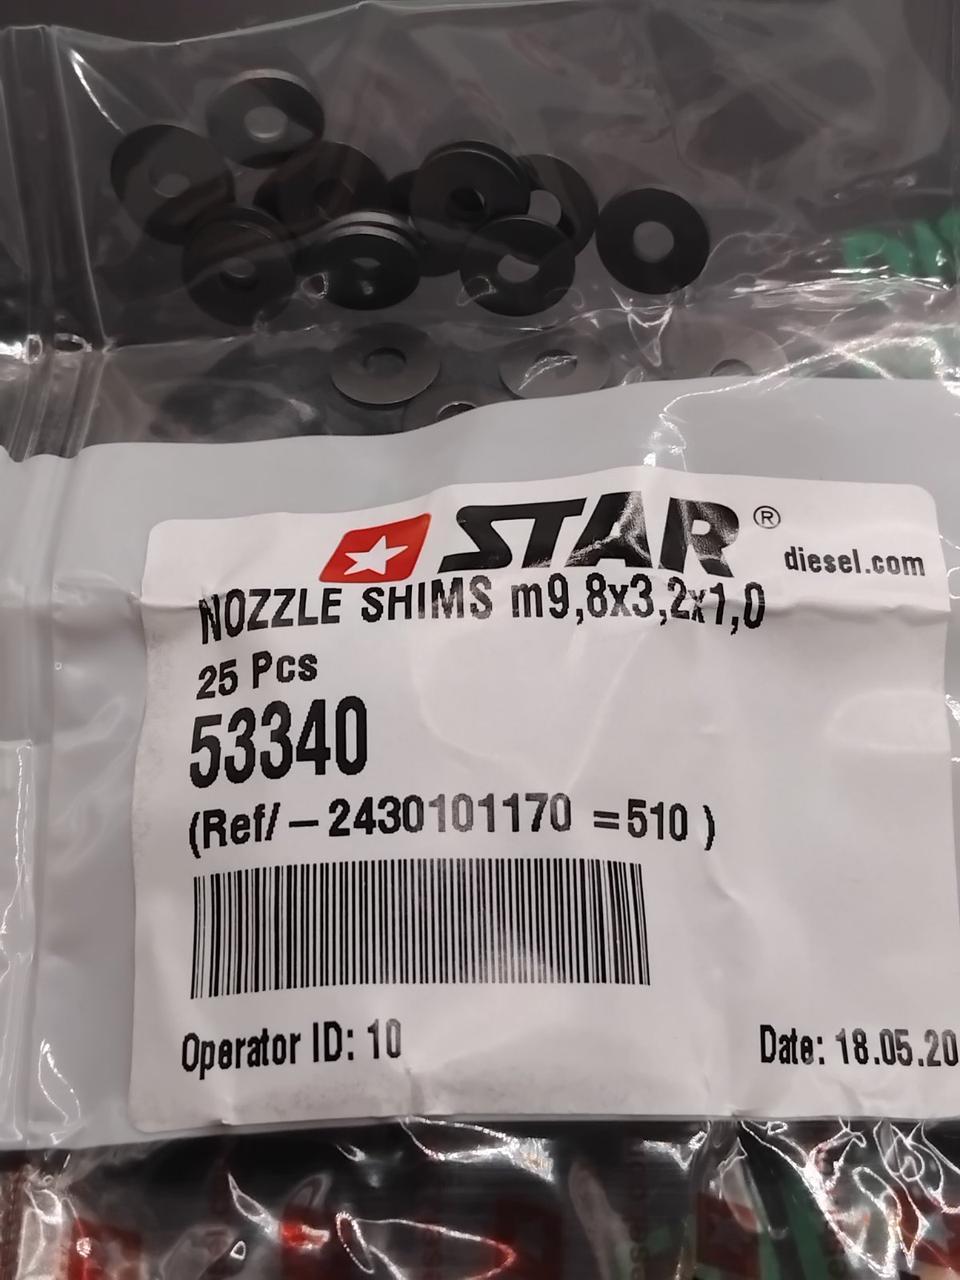 STAR®
diesel.com
NOZZLE SHIMS m9,8x3,2x1,0
25 Pcs
53340
(Ref/ – 2430101170 =510 )
Operator ID: 10
Date: 18.05.20